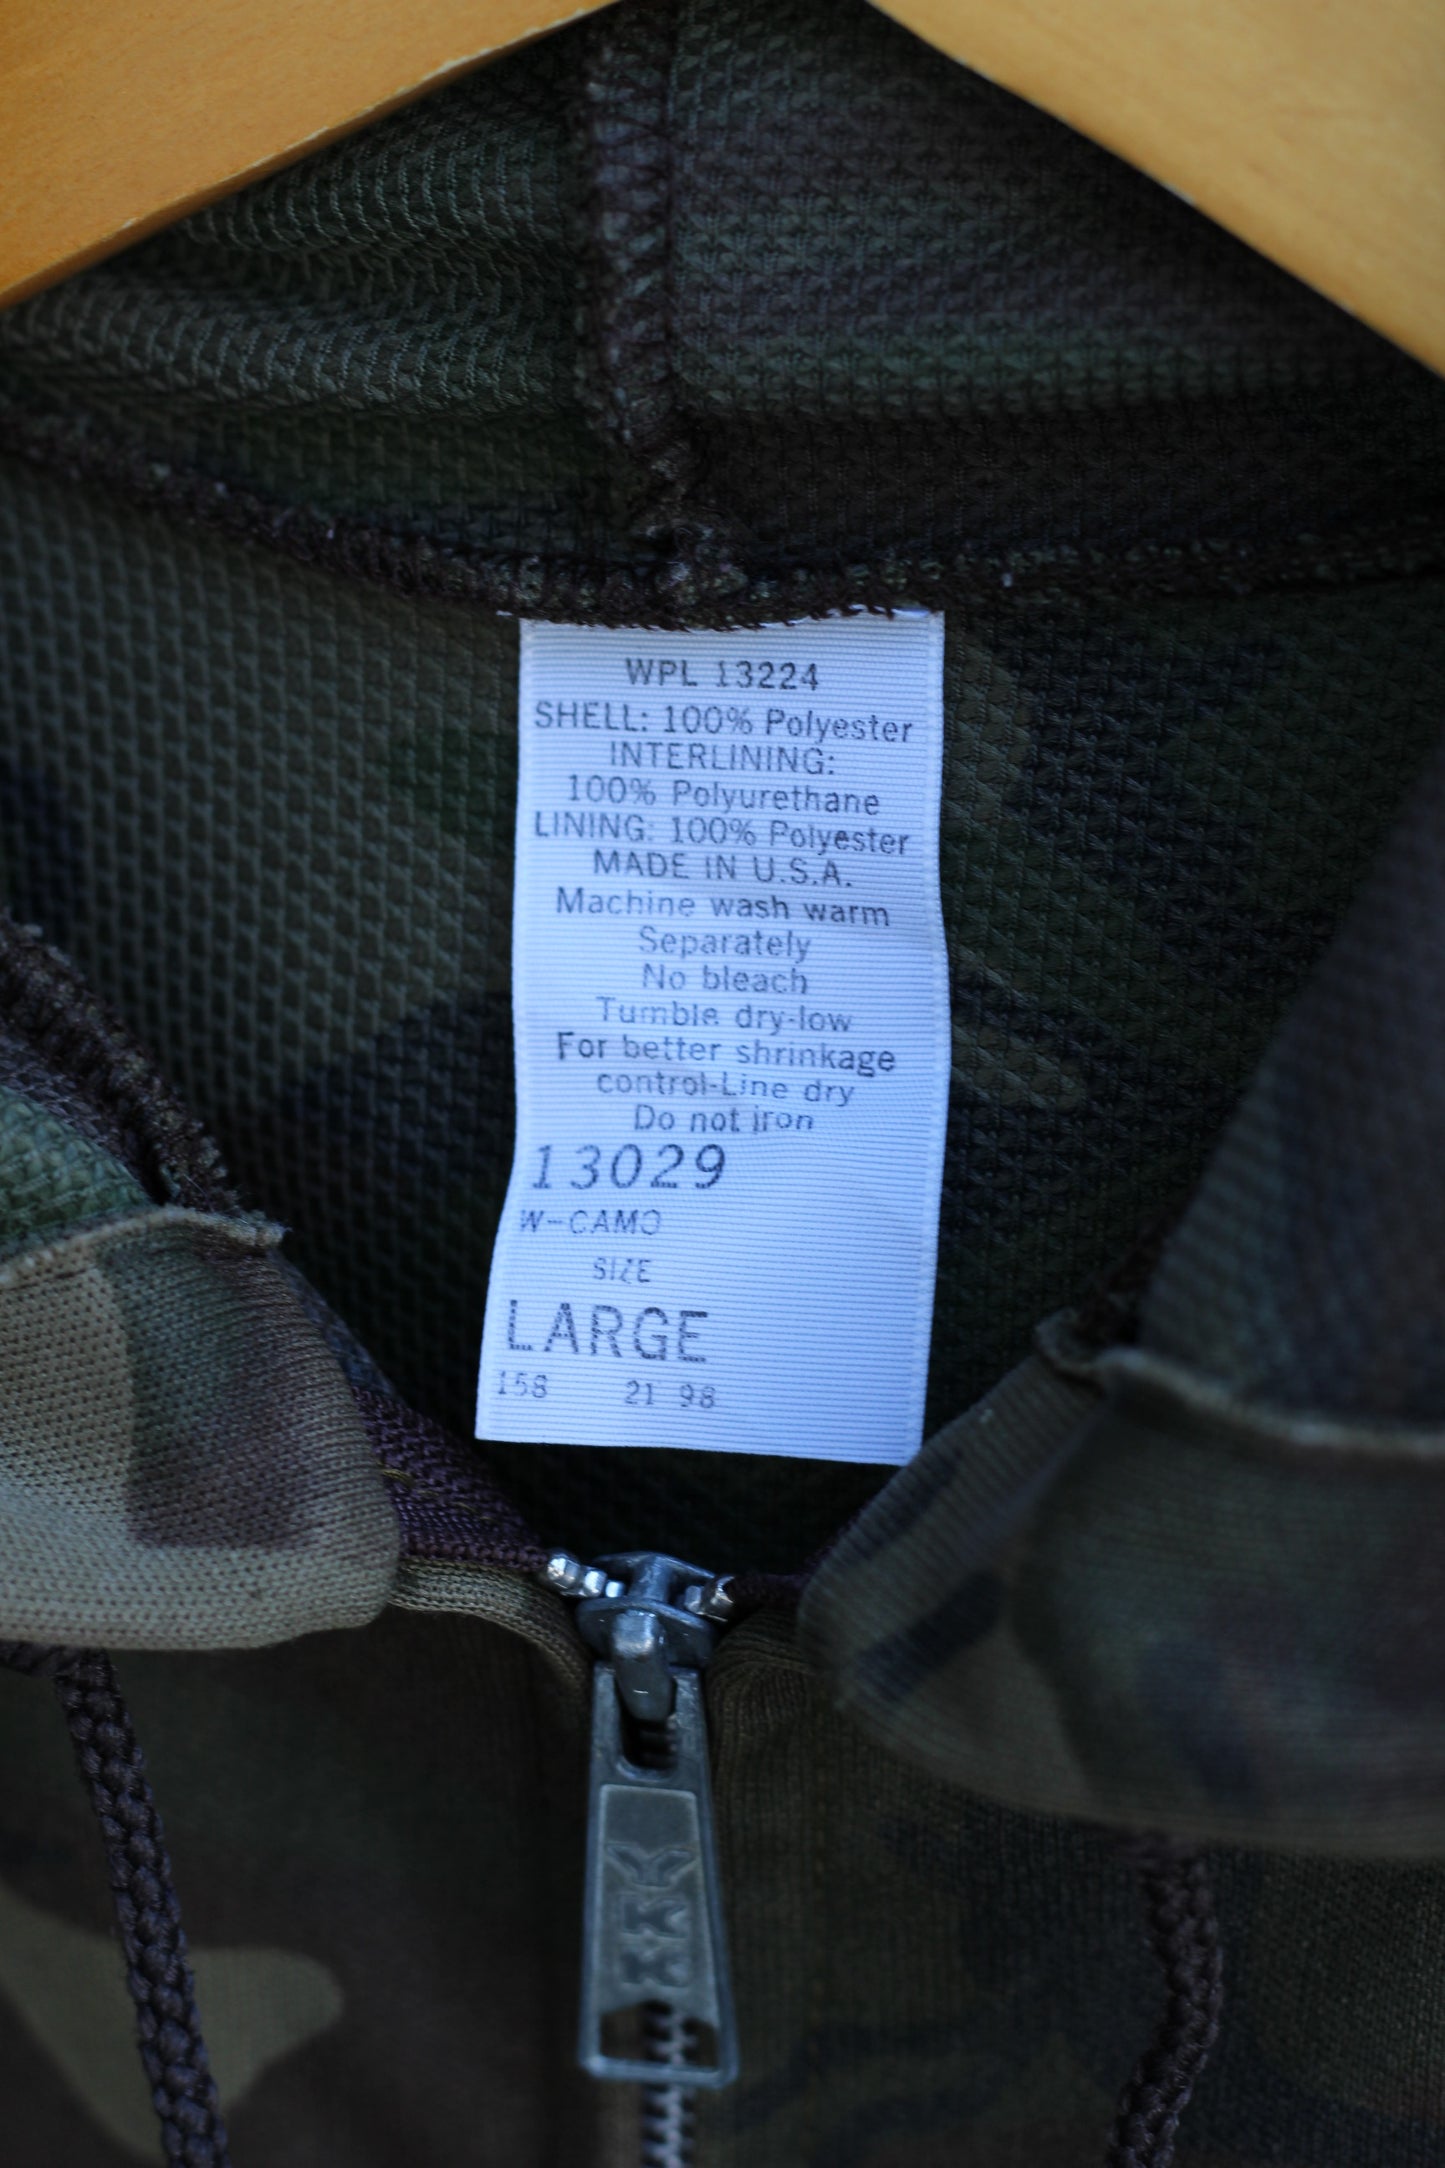 WPL 13224
SHELL: 100% Polyester
INTERLINING:
100% Polyurethane
LINING: 100% Polyester
MADE IN U.S.A.
Machine wash warm
Separately
No bleach
Tumble dry-low
For better shrinkage
control-Line dry
Do not iron
13029
W-CAMO
SIZE
LARGE
158 21 98
YKK